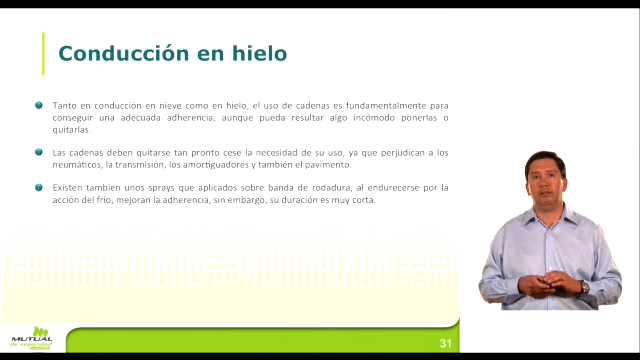 Conducción en hielo
Tanto en conducción en nieve como en hielo, el uso de cadenas es fundamentalmente para
conseguir una adecuada adherencia, aunque pueda resultar algo incómodo ponerlas o
quitarlas
Las cadenas deben quitarse tan pronto cese la necesidad de su uso, ya que perjudican a los
neumáticos, la transmisión, los amortiguadores y también el pavimento.
Existen también unos sprays que aplicados sobre banda de rodadura, al endurecerse por la
acción del frío, mejoran la adherencia, sin embargo, su duración es muy corta.
MUTUAL
de seguridad
31